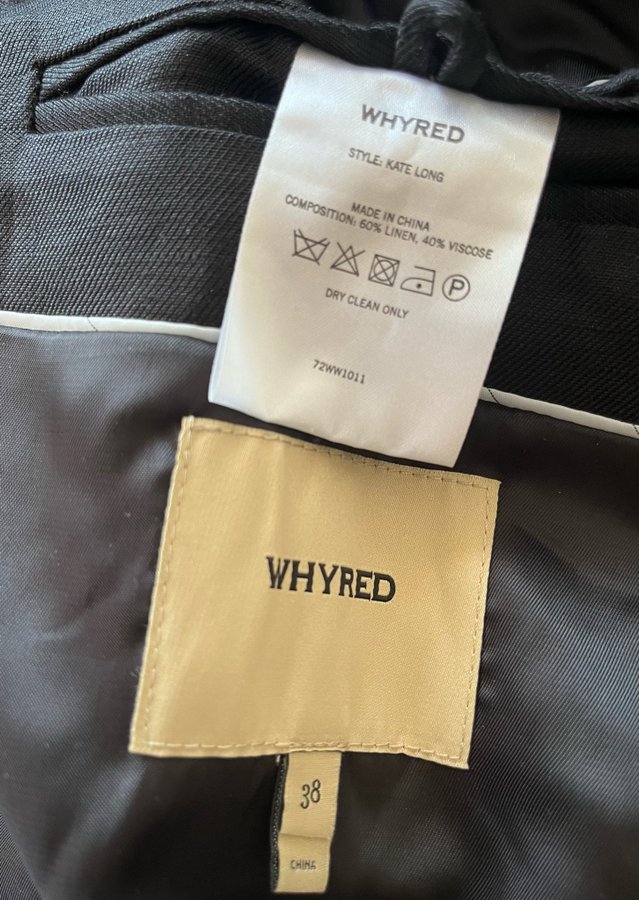 WHYRED
STYLE: KATE LONG
MADE IN CHINA
COMPOSITION: 60% LINEN, 40% VISCOSE
P
DRY CLEAN ONLY
72WW1011
WHYRED
38
CHINA